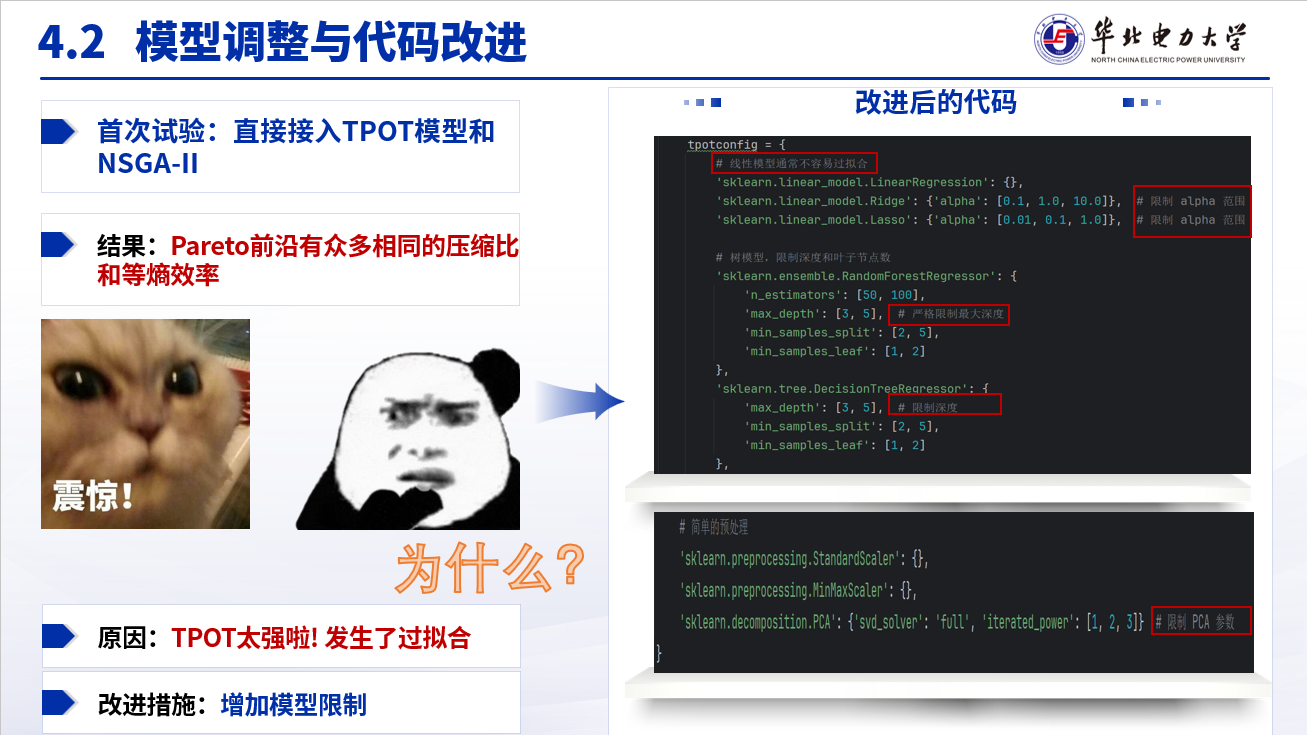 4.2 模型调整与代码改进
华北电力大学
NORTH CHINA ELECTRIC POWER UNIVERSITY
首次试验：直接接入TPOT模型和
NSGA-II
结果：Pareto前沿有众多相同的压缩比
和等熵效率
震惊!
为什么？
原因：TPOT太强啦! 发生了过拟合
改进措施：增加模型限制
改进后的代码
tpotconfig = {
# 线性模型通常不容易过拟合
'sklearn.linear_model.LinearRegression': {},
'sklearn.linear_model.Ridge': {'alpha': [0.1, 1.0, 10.0]}, # 限制 alpha 范围
'sklearn.linear_model.Lasso': {'alpha': [0.01, 0.1, 1.0]}, # 限制 alpha 范围
# 树模型，限制深度和叶子节点数
'sklearn.ensemble.RandomForestRegressor': {
'n_estimators': [50, 100],
'max_depth': [3, 5], # 严格限制最大深度
'min_samples_split': [2, 5],
'min_samples_leaf': [1, 2]
},
'sklearn.tree.DecisionTreeRegressor': {
'max_depth': [3, 5], # 限制深度
'min_samples_split': [2, 5],
'min_samples_leaf': [1, 2]
},
# 简单的预处理
'sklearn.preprocessing.StandardScaler': {},
'sklearn.preprocessing.MinMaxScaler': {},
'sklearn.decomposition.PCA': {'svd_solver': 'full', 'iterated_power': [1, 2, 3]} # 限制 PCA 参数
}